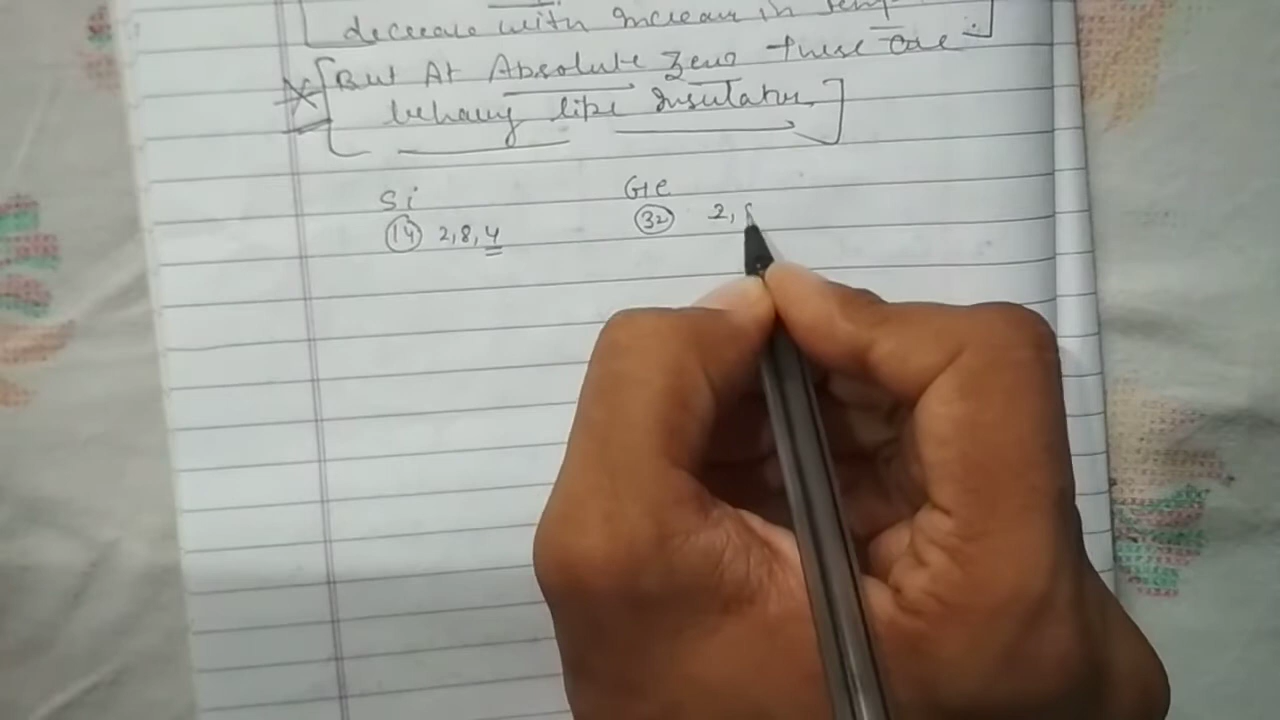 decrease with increase in temp
But At Absolute Zero these are
behavy like insulator
Si Ge
14 2,8,4 32 2,